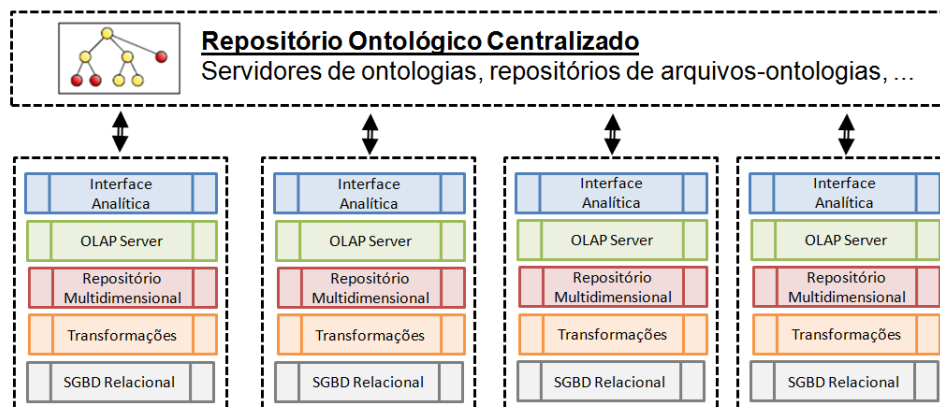 Repositório Ontológico Centralizado
Servidores de ontologias, repositórios de arquivos-ontologias, ...
Interface
Analítica
OLAP Server
Repositório
Multidimensional
Transformações
SGBD Relacional
Interface
Analítica
OLAP Server
Repositório
Multidimensional
Transformações
SGBD Relacional
Interface
Analítica
OLAP Server
Repositório
Multidimensional
Transformações
SGBD Relacional
Interface
Analítica
OLAP Server
Repositório
Multidimensional
Transformações
SGBD Relacional